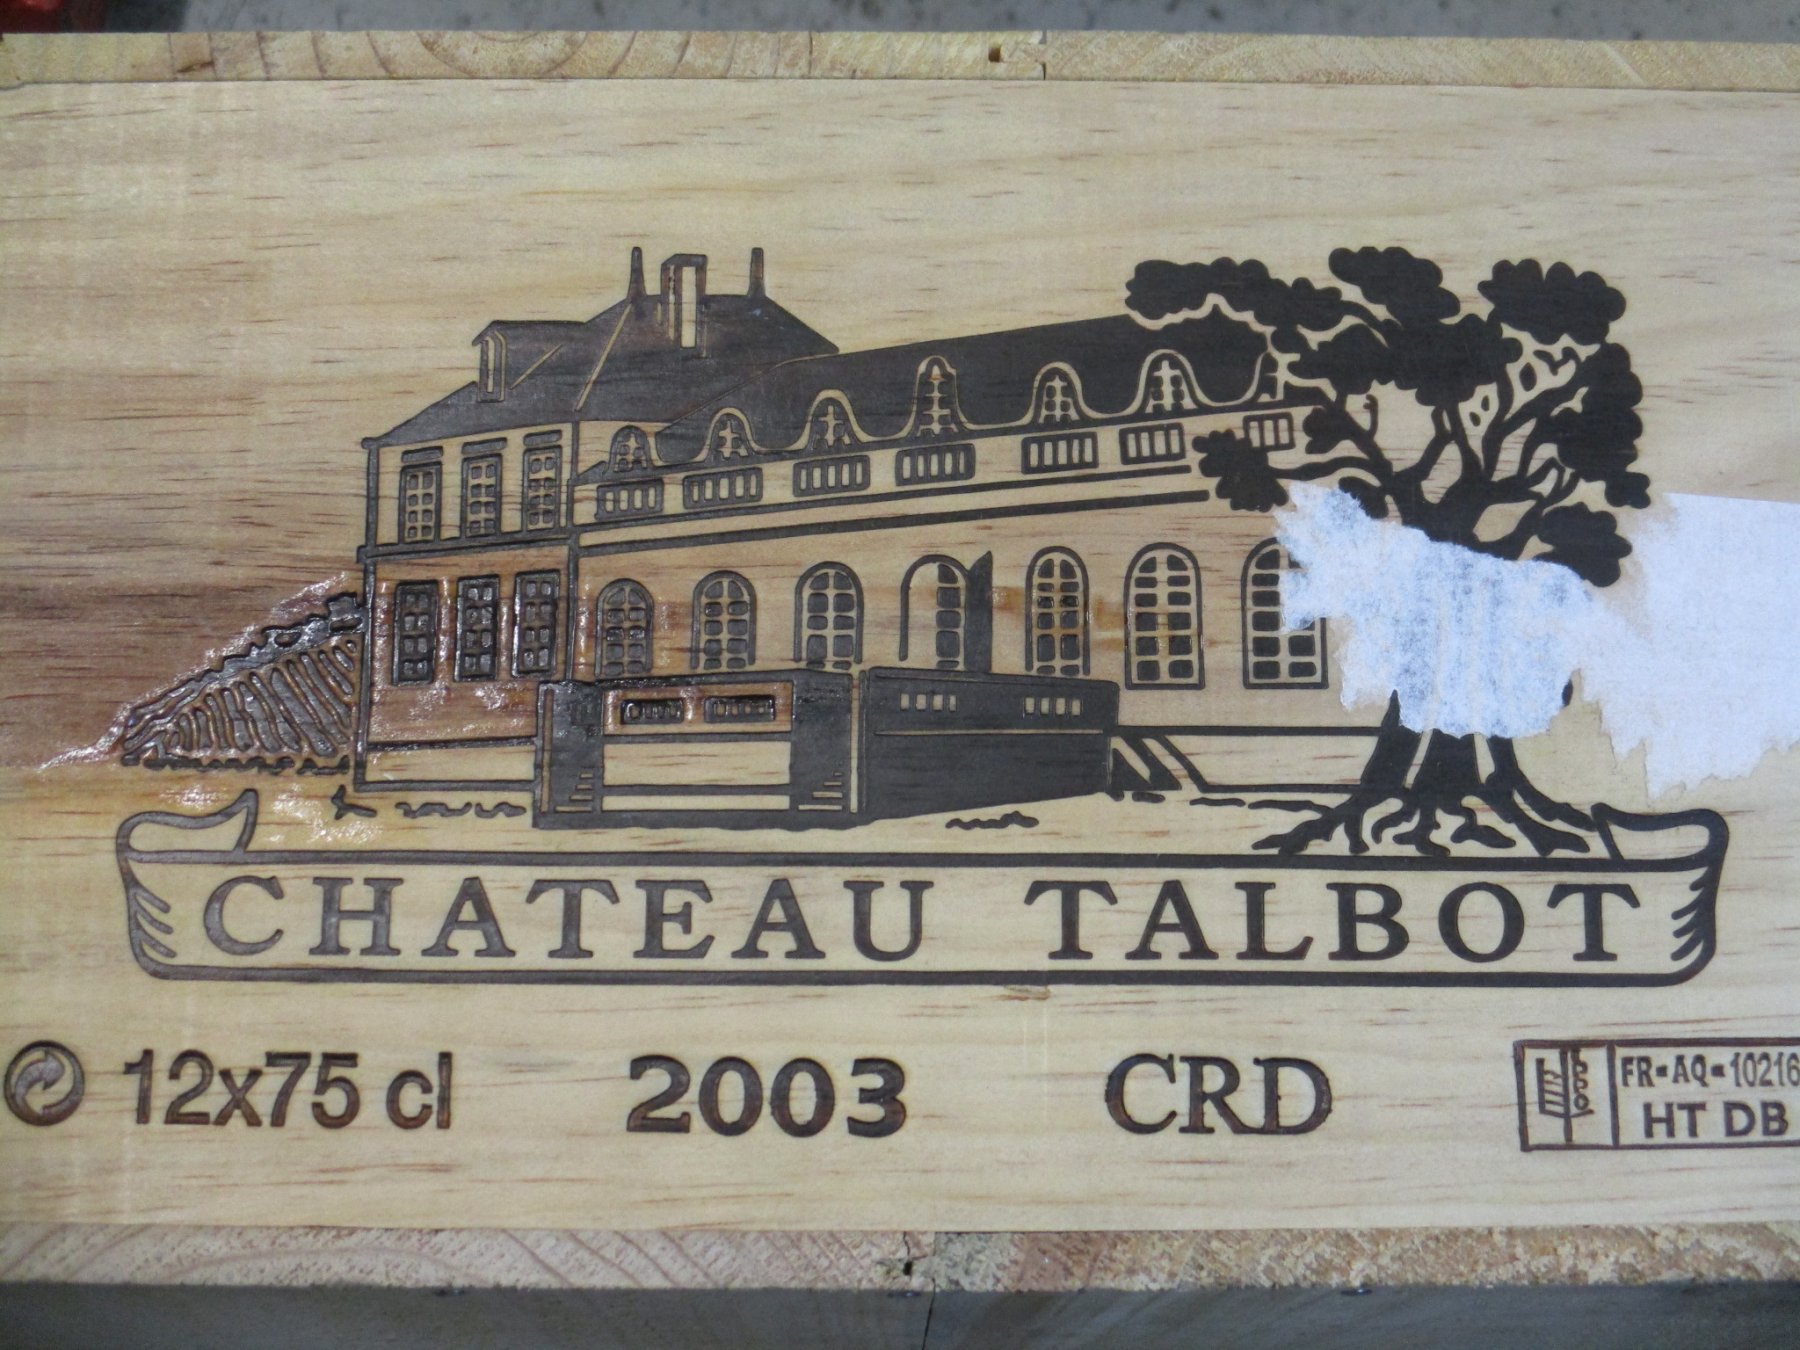 CHATEAU TALBOT
12x75 cl 2003 CRD
FR-AQ-10216
HT DB